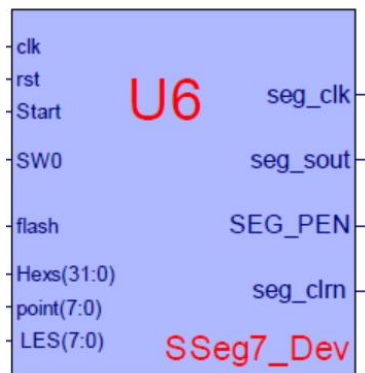 clk
rst
Start
SW0
flash
Hexs(31:0)
point(7:0)
LES(7:0)
U6
seg_clk
seg_sout
SEG_PEN
seg_clrn
SSeg7_Dev